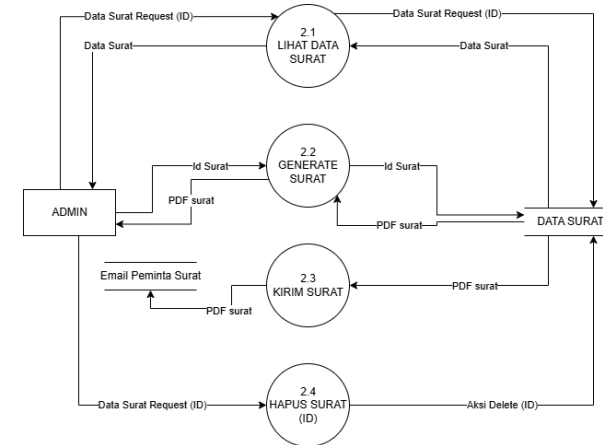 Data Surat Request (ID)
2.1
LIHAT DATA
SURAT
Data Surat Request (ID)
Data Surat
Data Surat
2.2
GENERATE
SURAT
Id Surat
Id Surat
PDF surat
ADMIN
PDF surat
DATA SURAT
Email Peminta Surat
2.3
KIRIM SURAT
PDF surat
PDF surat
2.4
HAPUS SURAT
(ID)
Data Surat Request (ID)
Aksi Delete (ID)